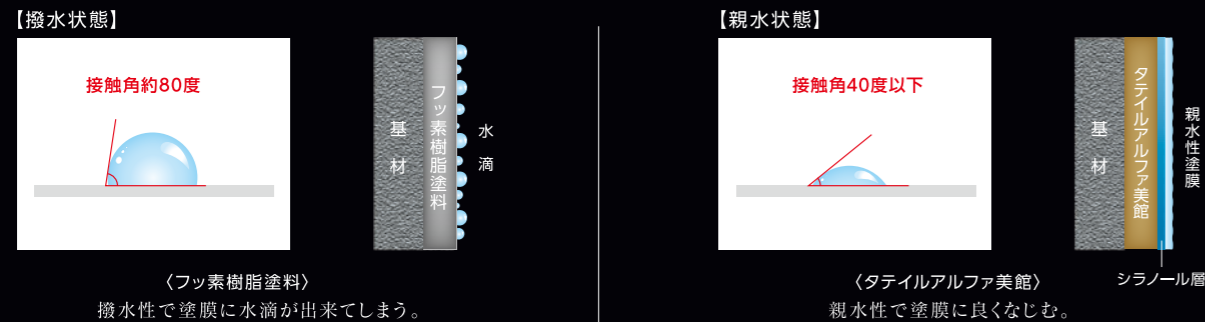 【撥水状態】
接触角約80度
基材
フッ素樹脂塗料
水滴
〈フッ素樹脂塗料〉
撥水性で塗膜に水滴が出来てしまう。
【親水状態】
接触角40度以下
基材
タテイルアルファ美館
親水性塗膜
シラノール層
〈タテイルアルファ美館〉
親水性で塗膜に良くなじむ。